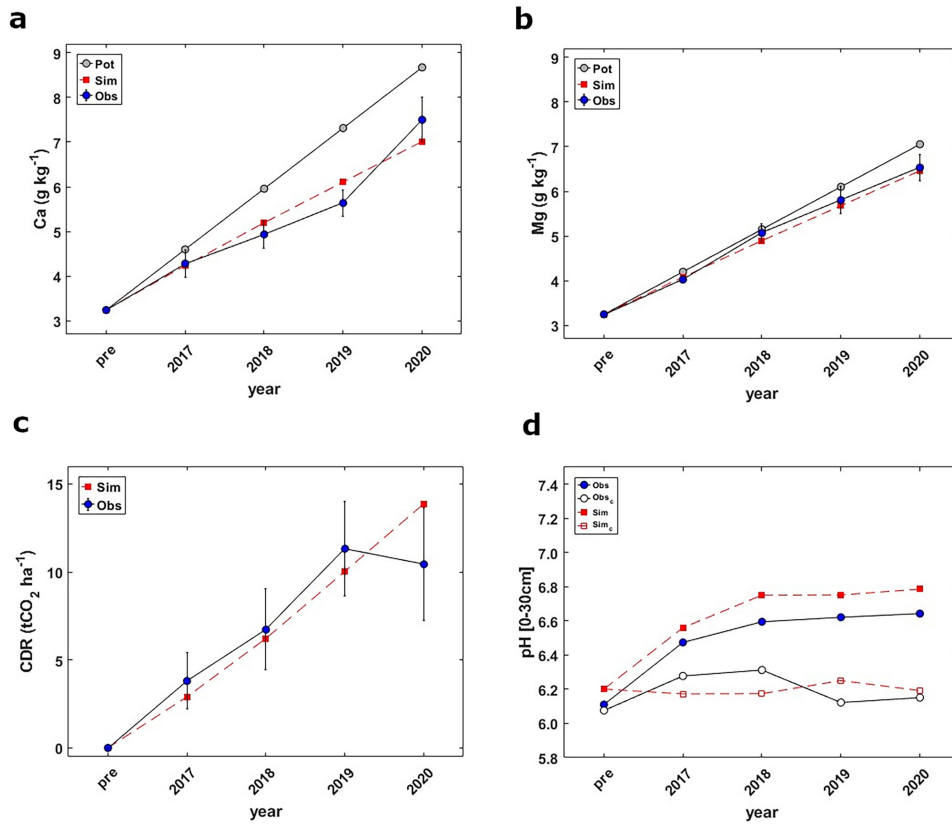 a
Ca (g kg⁻¹)
9
8
7
6
5
4
3
Pot
Sim
Obs
pre
2017
2018
2019
2020
year
b
Mg (g kg⁻¹)
9
8
7
6
5
4
3
Pot
Sim
Obs
pre
2017
2018
2019
2020
year
c
CDR (tCO₂ ha⁻¹)
15
10
5
0
Sim
Obs
pre
2017
2018
2019
2020
year
d
pH [0-30cm]
7.4
7.2
7.0
6.8
6.6
6.4
6.2
6.0
5.8
Obs
Obs_c
Sim
Sim_c
pre
2017
2018
2019
2020
year